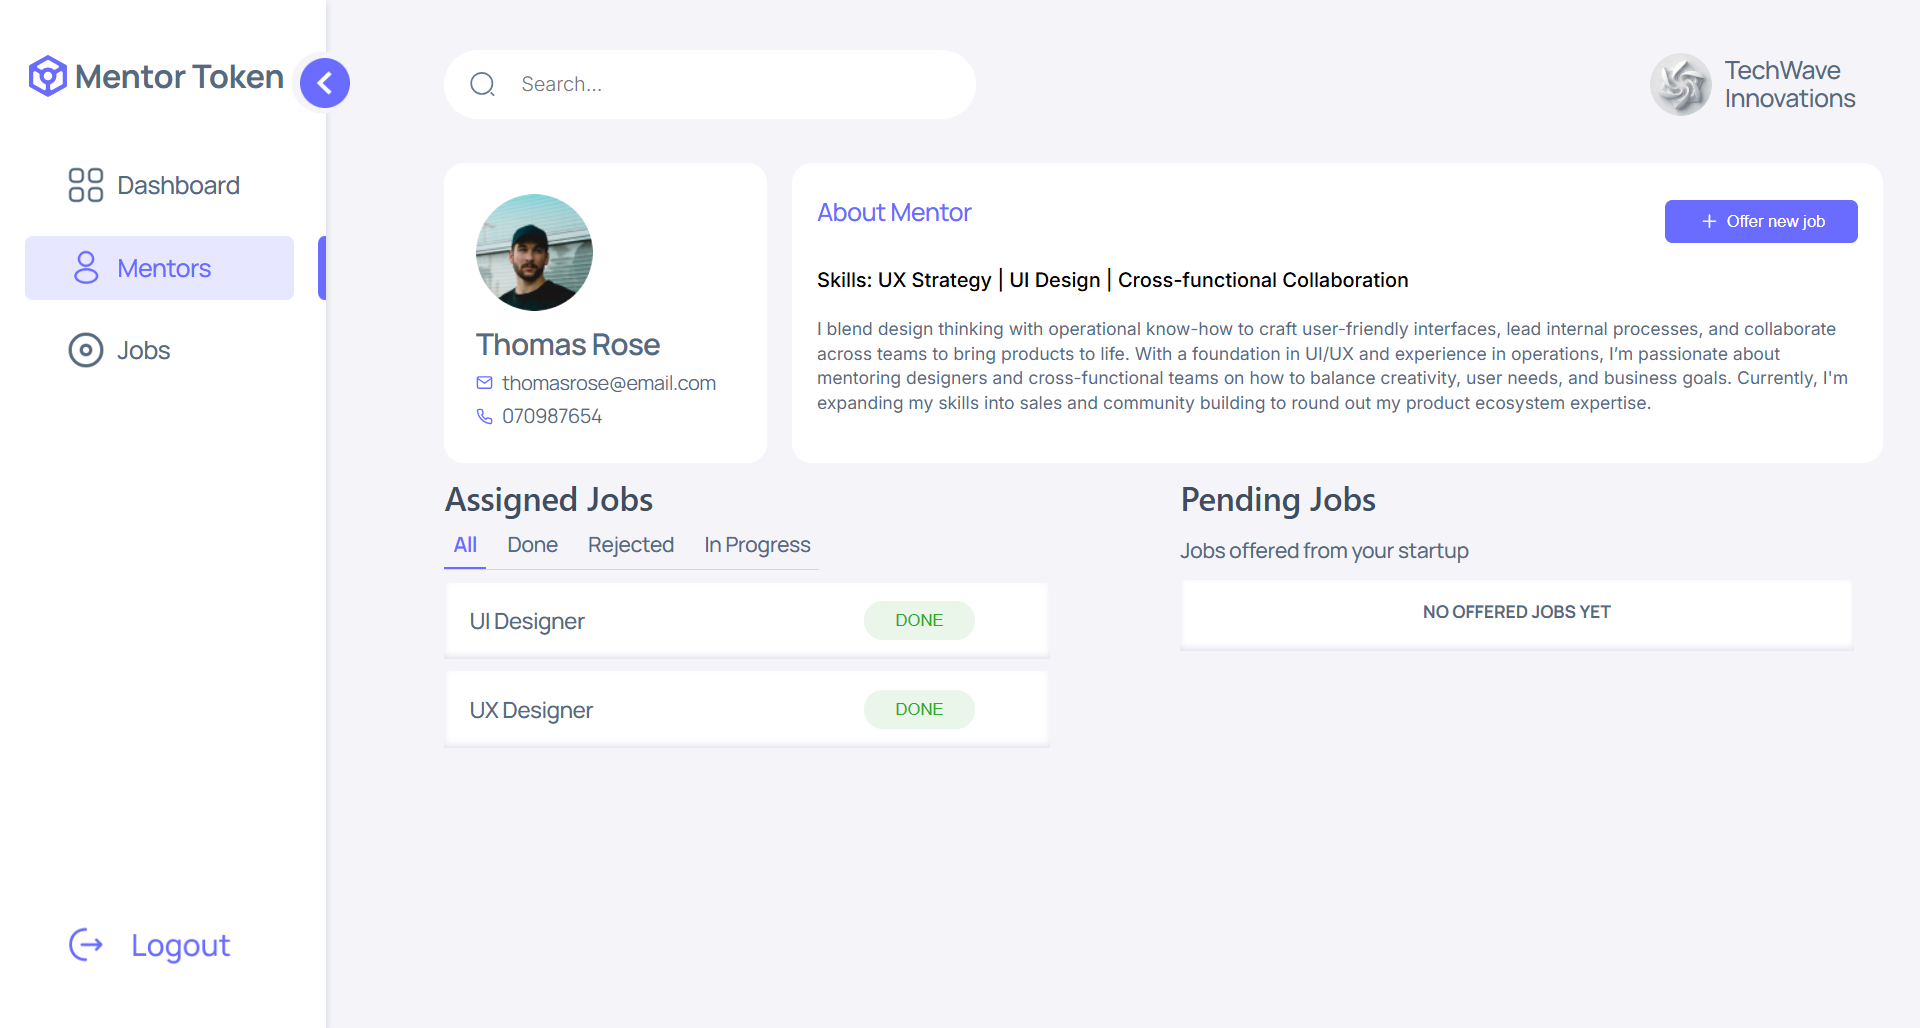 Mentor Token
Dashboard
Mentors
Jobs
Logout
Search...
TechWave
Innovations
Thomas Rose
thomasrose@email.com
070987654
About Mentor
+ Offer new job
Skills: UX Strategy | UI Design | Cross-functional Collaboration
I blend design thinking with operational know-how to craft user-friendly interfaces, lead internal processes, and collaborate
across teams to bring products to life. With a foundation in UI/UX and experience in operations, I’m passionate about
mentoring designers and cross-functional teams on how to balance creativity, user needs, and business goals. Currently, I'm
expanding my skills into sales and community building to round out my product ecosystem expertise.
Assigned Jobs
All Done Rejected In Progress
UI Designer DONE
UX Designer DONE
Pending Jobs
Jobs offered from your startup
NO OFFERED JOBS YET